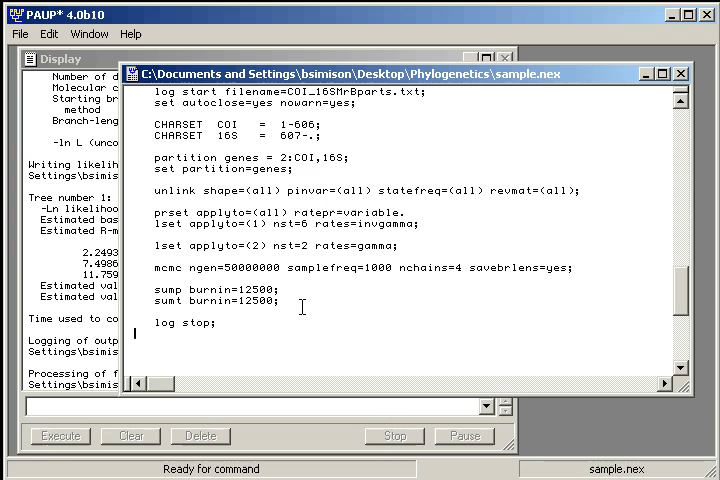 PAUP* 4.0b10
File Edit Window Help
Display
Number of d
Molecular c
Starting br
method
Branch-leng
-ln L (unco
Writing likelih
Settings\bsimis
Tree number 1:
-Ln likelihoo
Estimated bas
Estimated R-m
2.2493
7.4986
11.759
Estimated val
Estimated val
Time used to co
Logging of outp
Settings\bsimis
Processing of f
Settings\bsimis
C:\Documents and Settings\bsimison\Desktop\Phylogenetics\sample.nex
log start filename=COI_16SMrBparts.txt;
set autoclose=yes nowarn=yes;
CHARSET COI = 1-606;
CHARSET 16S = 607-.;
partition genes = 2:COI,16S;
set partition=genes;
unlink shape=(all) pinvar=(all) statefreq=(all) revmat=(all);
prset applyto=(all) ratepr=variable.
lset applyto=(1) nst=6 rates=invgamma;
lset applyto=(2) nst=2 rates=gamma;
mcmc ngen=50000000 samplefreq=1000 nchains=4 savebrlens=yes;
sump burnin=12500;
sumt burnin=12500;
log stop;
Execute Clear Delete Stop Pause
Ready for command sample.nex